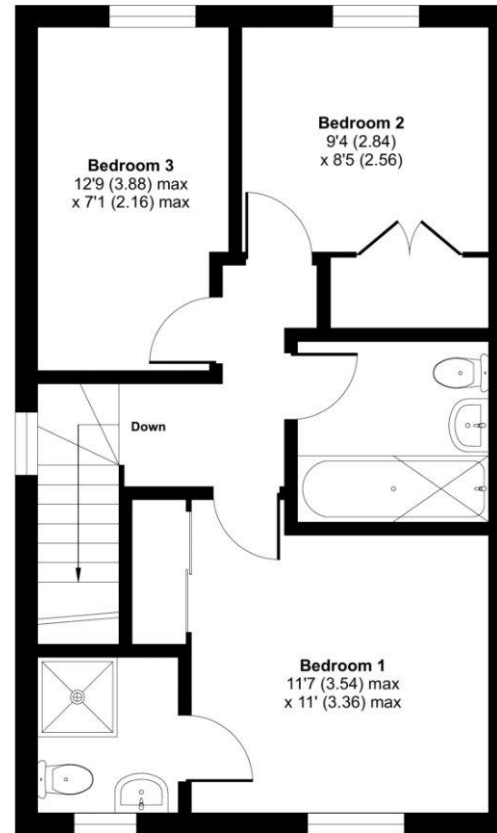 Bedroom 2
9'4 (2.84)
x 8'5 (2.56)
Bedroom 3
12'9 (3.88) max
x 7'1 (2.16) max
Down
Bedroom 1
11'7 (3.54) max
x 11' (3.36) max